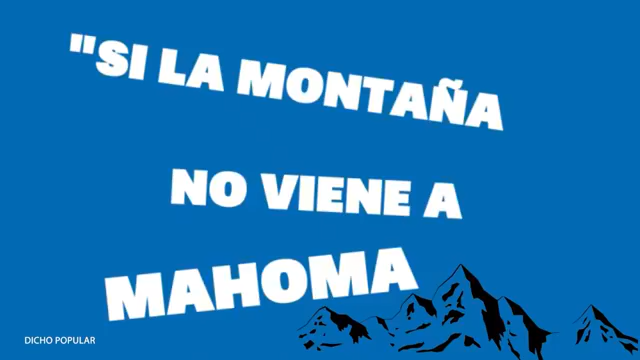 "SI LA MONTAÑA
NO VIENE A
MAHOMA
DICHO POPULAR